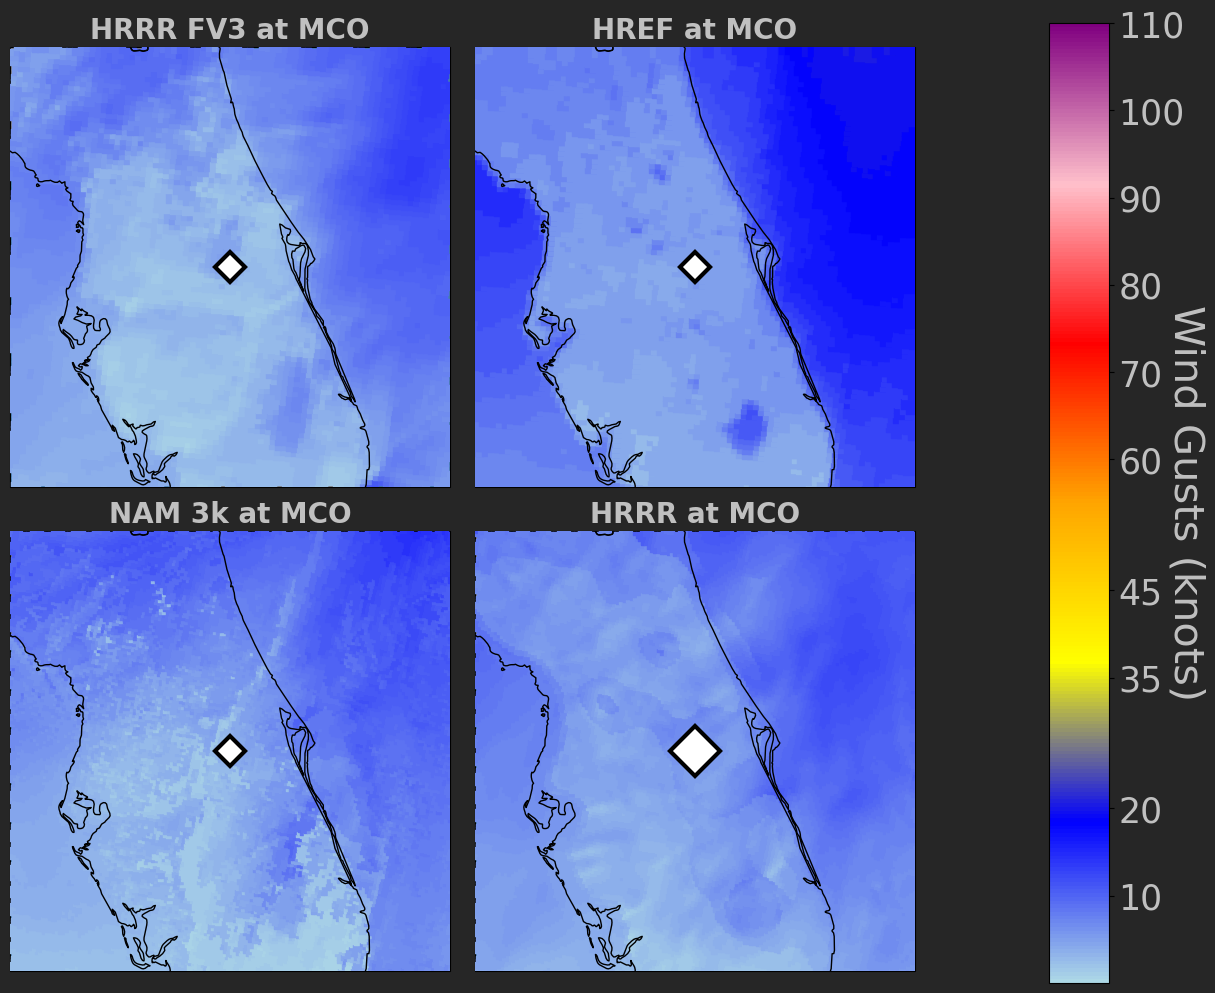 HRRR FV3 at MCO
HREF at MCO
NAM 3k at MCO
HRRR at MCO
110
100
90
80
70
60
45
35
20
10
Wind Gusts (knots)